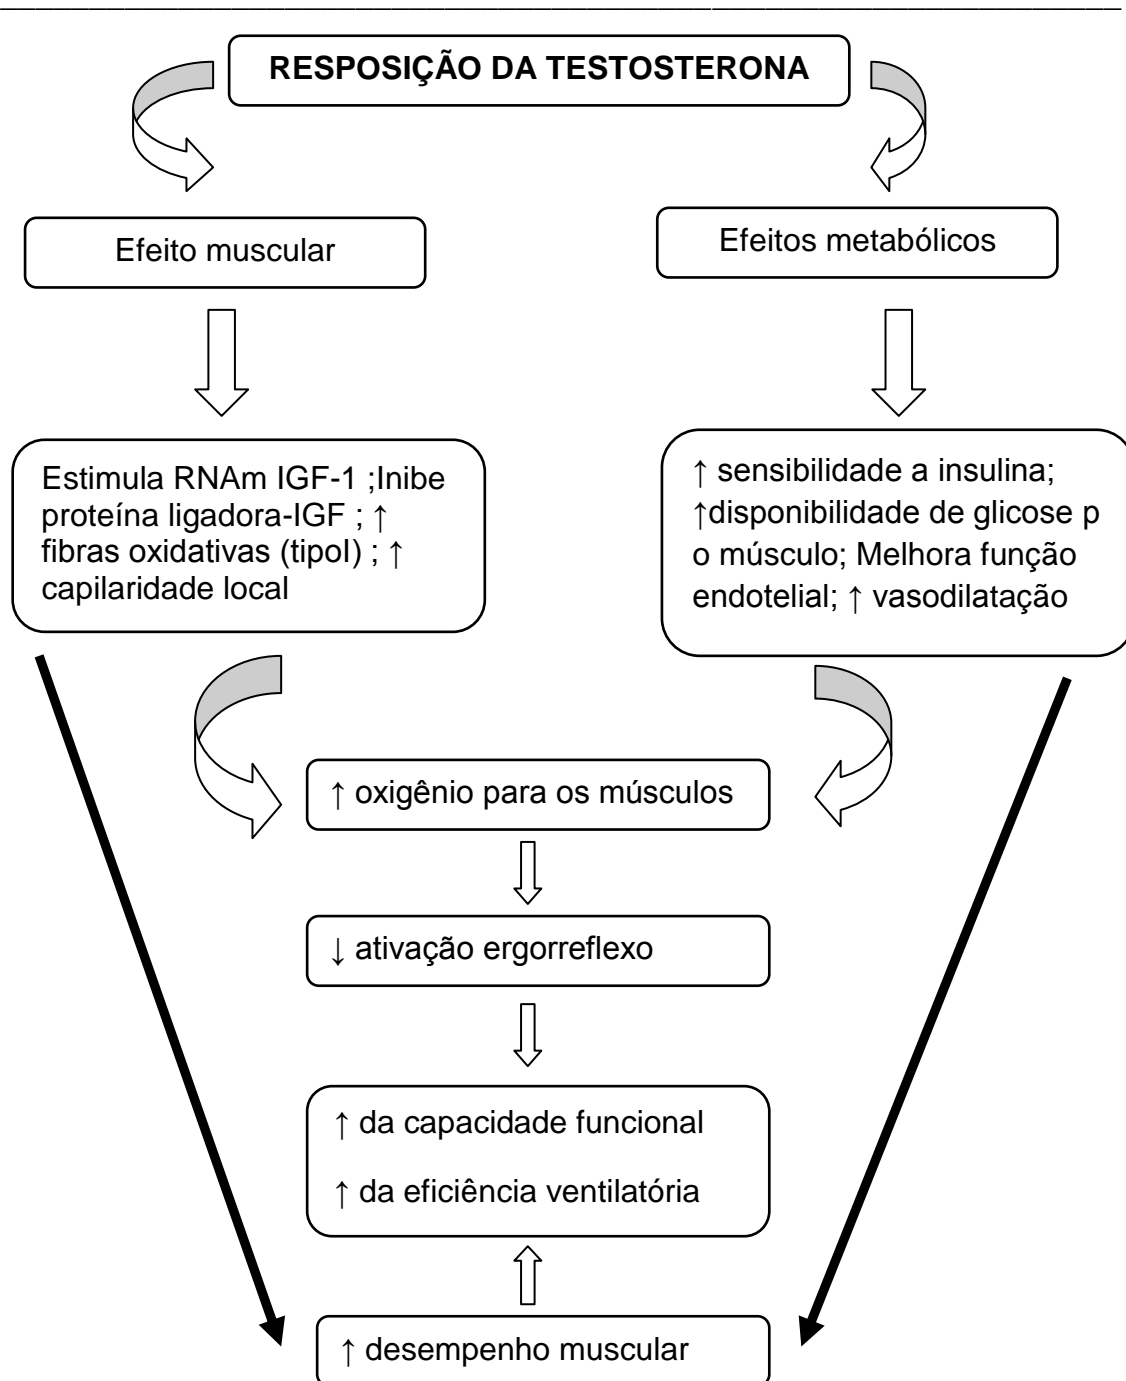 RESPOSIÇÃO DA TESTOSTERONA
Efeito muscular
Efeitos metabólicos
Estimula RNAm IGF-1 ;Inibe
proteína ligadora-IGF ; ↑
fibras oxidativas (tipoI) ; ↑
capilaridade local
↑ sensibilidade a insulina;
↑disponibilidade de glicose p
o músculo; Melhora função
endotelial; ↑ vasodilatação
↑ oxigênio para os músculos
↓ ativação ergorreflexo
↑ da capacidade funcional
↑ da eficiência ventilatória
↑ desempenho muscular